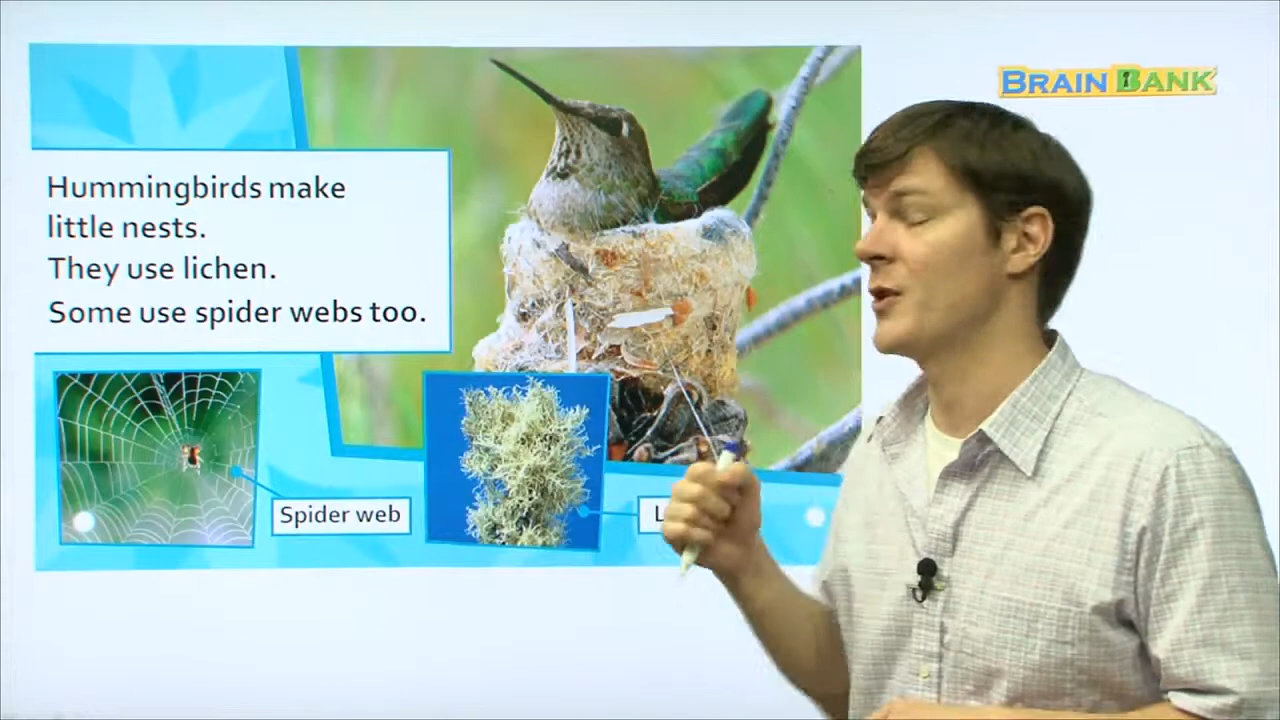 BRAIN BANK
Hummingbirds make
little nests.
They use lichen.
Some use spider webs too.
Spider web